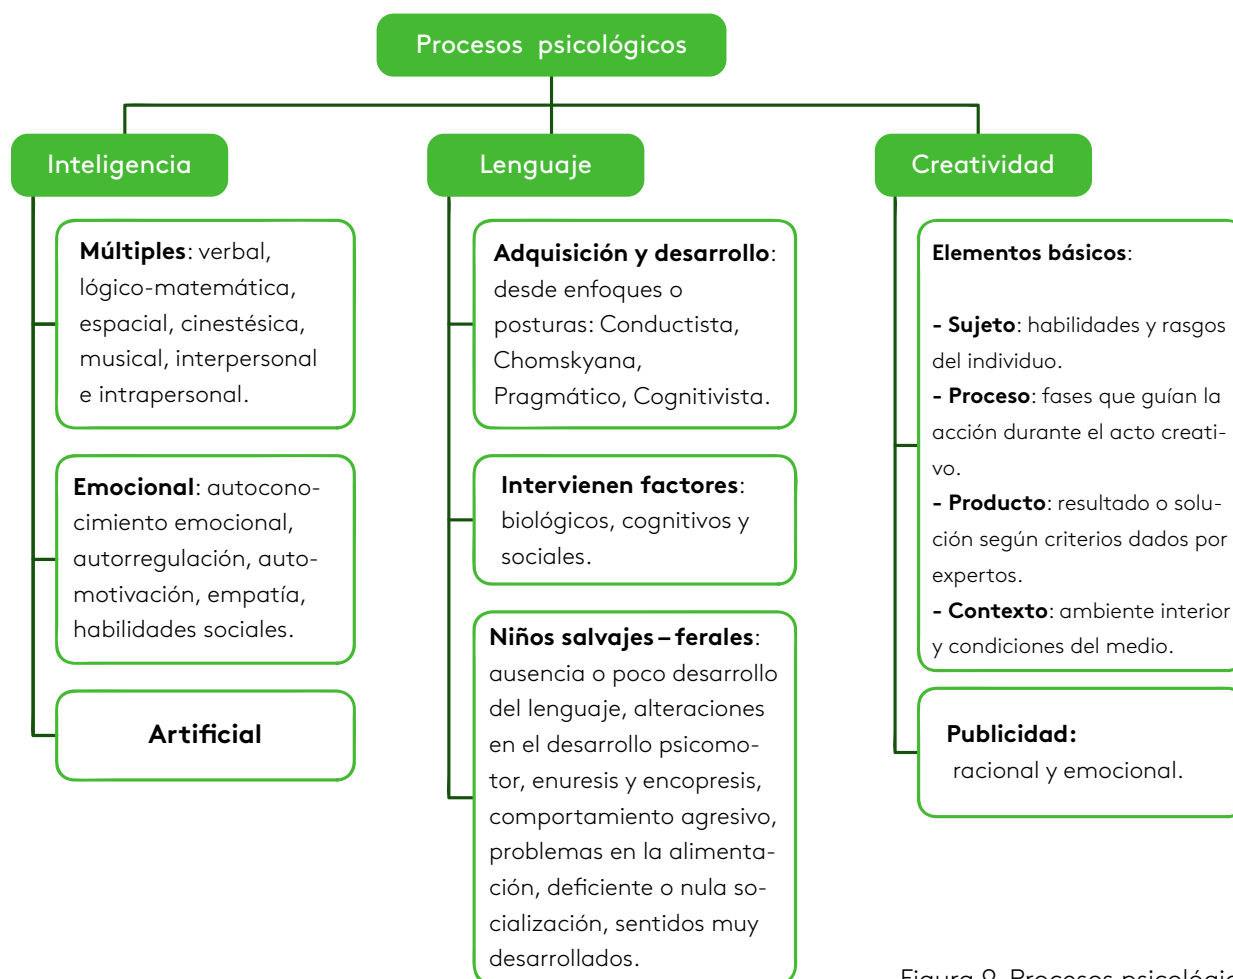 Procesos psicológicos
Inteligencia
Múltiples: verbal,
lógico-matemática,
espacial, cinestésica,
musical, interpersonal
e intrapersonal.
Emocional: autocono-
cimiento emocional,
autorregulación, auto-
motivación, empatía,
habilidades sociales.
Artificial
Lenguaje
Adquisición y desarrollo:
desde enfoques o
posturas: Conductista,
Chomskyana,
Pragmático, Cognitivista.
Intervienen factores:
biológicos, cognitivos y
sociales.
Niños salvajes – ferales:
ausencia o poco desarrollo
del lenguaje, alteraciones
en el desarrollo psicomo-
tor, enuresis y encopresis,
comportamiento agresivo,
problemas en la alimenta-
ción, deficiente o nula so-
cialización, sentidos muy
desarrollados.
Creatividad
Elementos básicos:
- Sujeto: habilidades y rasgos
del individuo.
- Proceso: fases que guían la
acción durante el acto creati-
vo.
- Producto: resultado o solu-
ción según criterios dados por
expertos.
- Contexto: ambiente interior
y condiciones del medio.
Publicidad:
racional y emocional.
Procesos